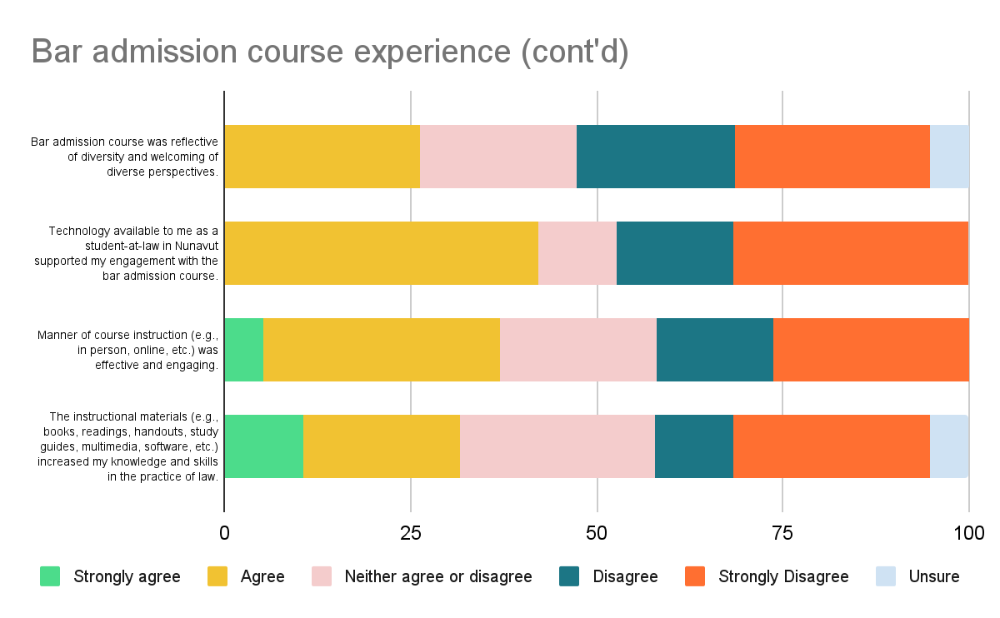 Bar admission course experience (cont'd)
Bar admission course was reflective
of diversity and welcoming of
diverse perspectives.
Technology available to me as a
student-at-law in Nunavut
supported my engagement with the
bar admission course.
Manner of course instruction (e.g.,
in person, online, etc.) was
effective and engaging.
The instructional materials (e.g.,
books, readings, handouts, study
guides, multimedia, software, etc.)
increased my knowledge and skills
in the practice of law.
0 25 50 75 100
Strongly agree Agree Neither agree or disagree Disagree Strongly Disagree Unsure